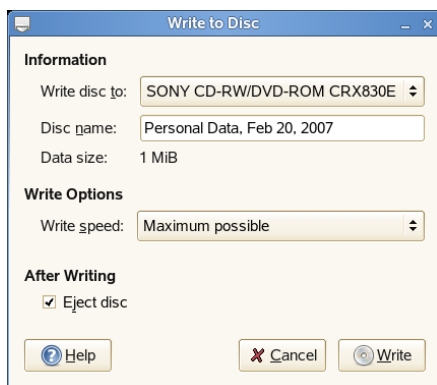 Write to Disc
Information
Write disc to: SONY CD-RW/DVD-ROM CRX830E
Disc name: Personal Data, Feb 20, 2007
Data size: 1 MiB
Write Options
Write speed: Maximum possible
After Writing
Eject disc
Help Cancel Write